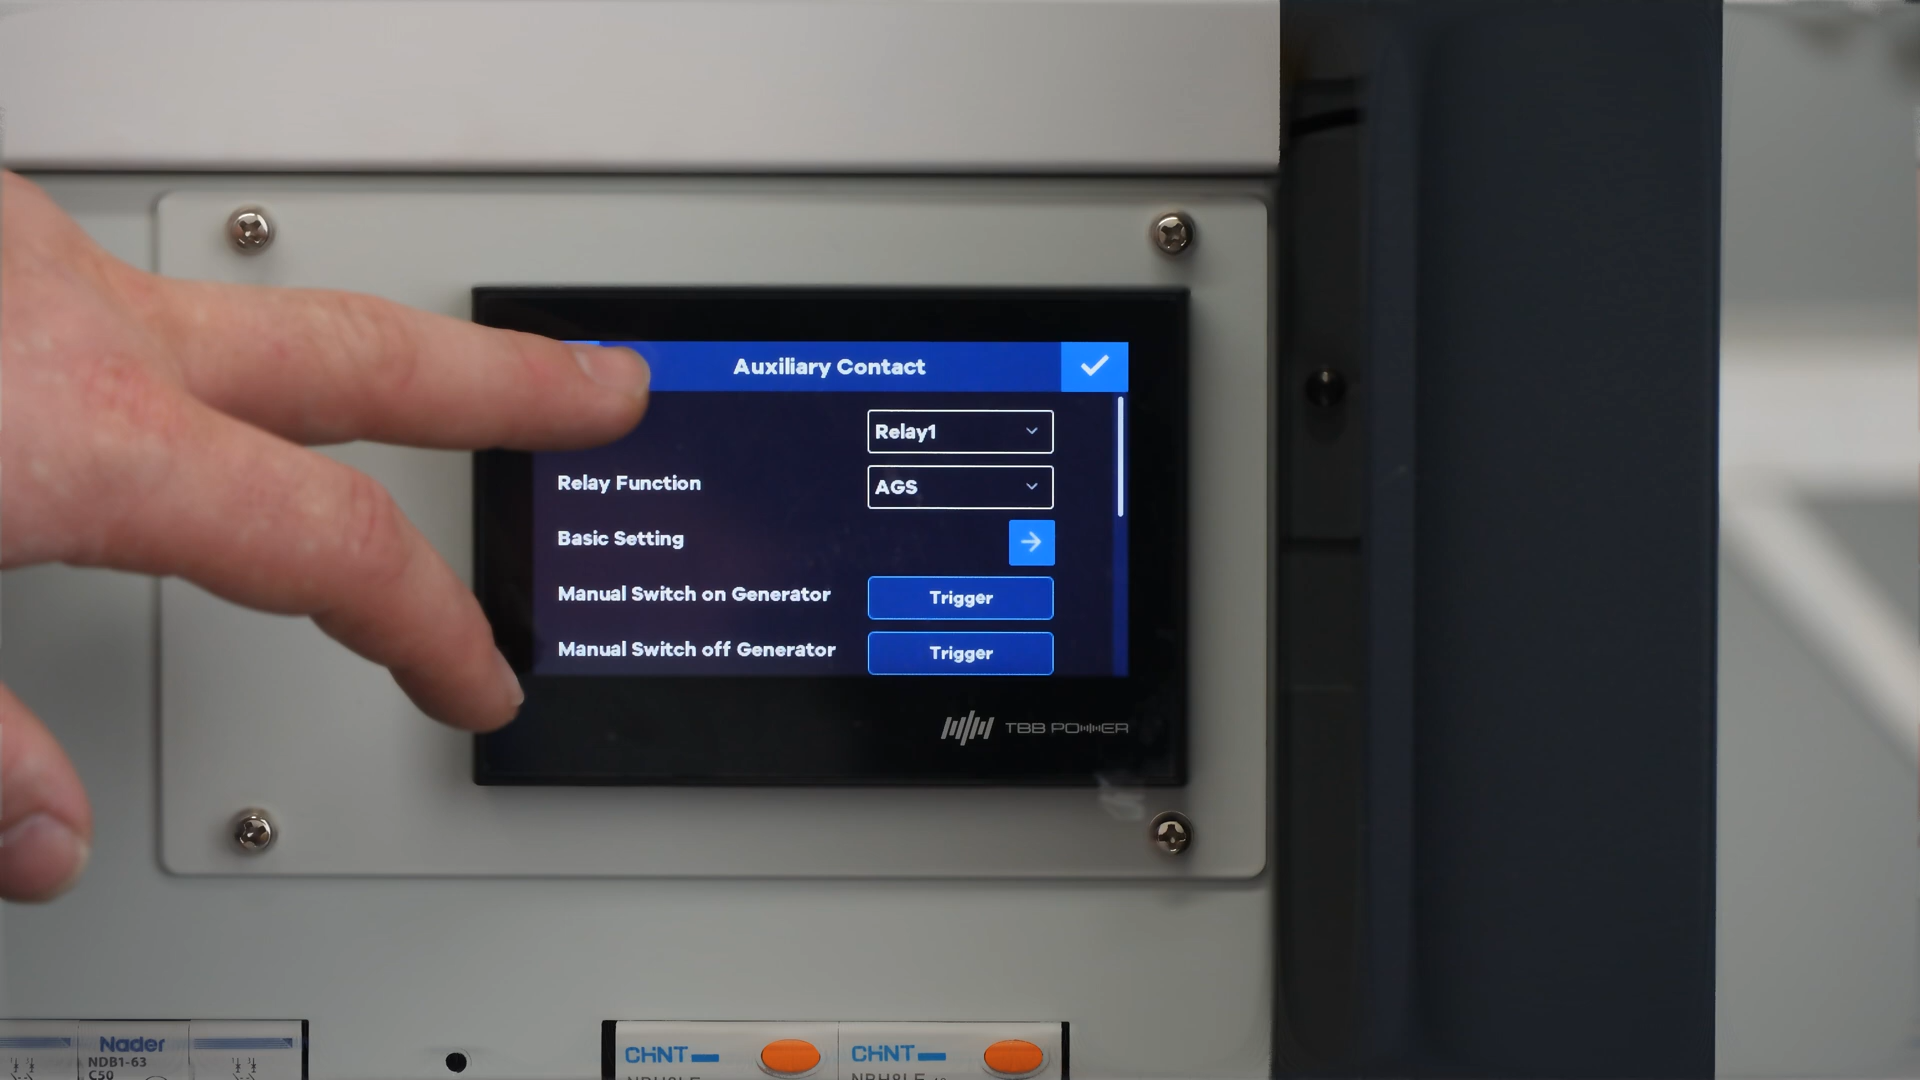 Auxiliary Contact
Relay1
Relay Function
AGS
Basic Setting
Manual Switch on Generator
Trigger
Manual Switch off Generator
Trigger
TBB POWER
Nader
NDB1-63
C50
CHNT
CHNT